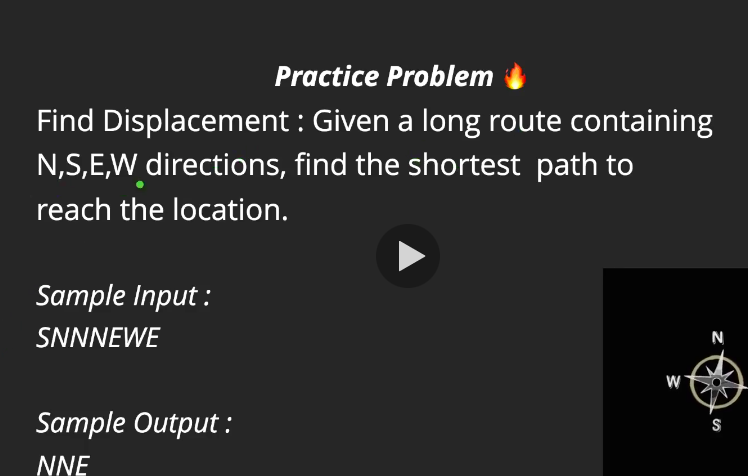 Practice Problem 🔥
Find Displacement : Given a long route containing
N,S,E,W directions, find the shortest path to
reach the location.
Sample Input :
SNNNEWE
N
W
S
Sample Output :
NNE